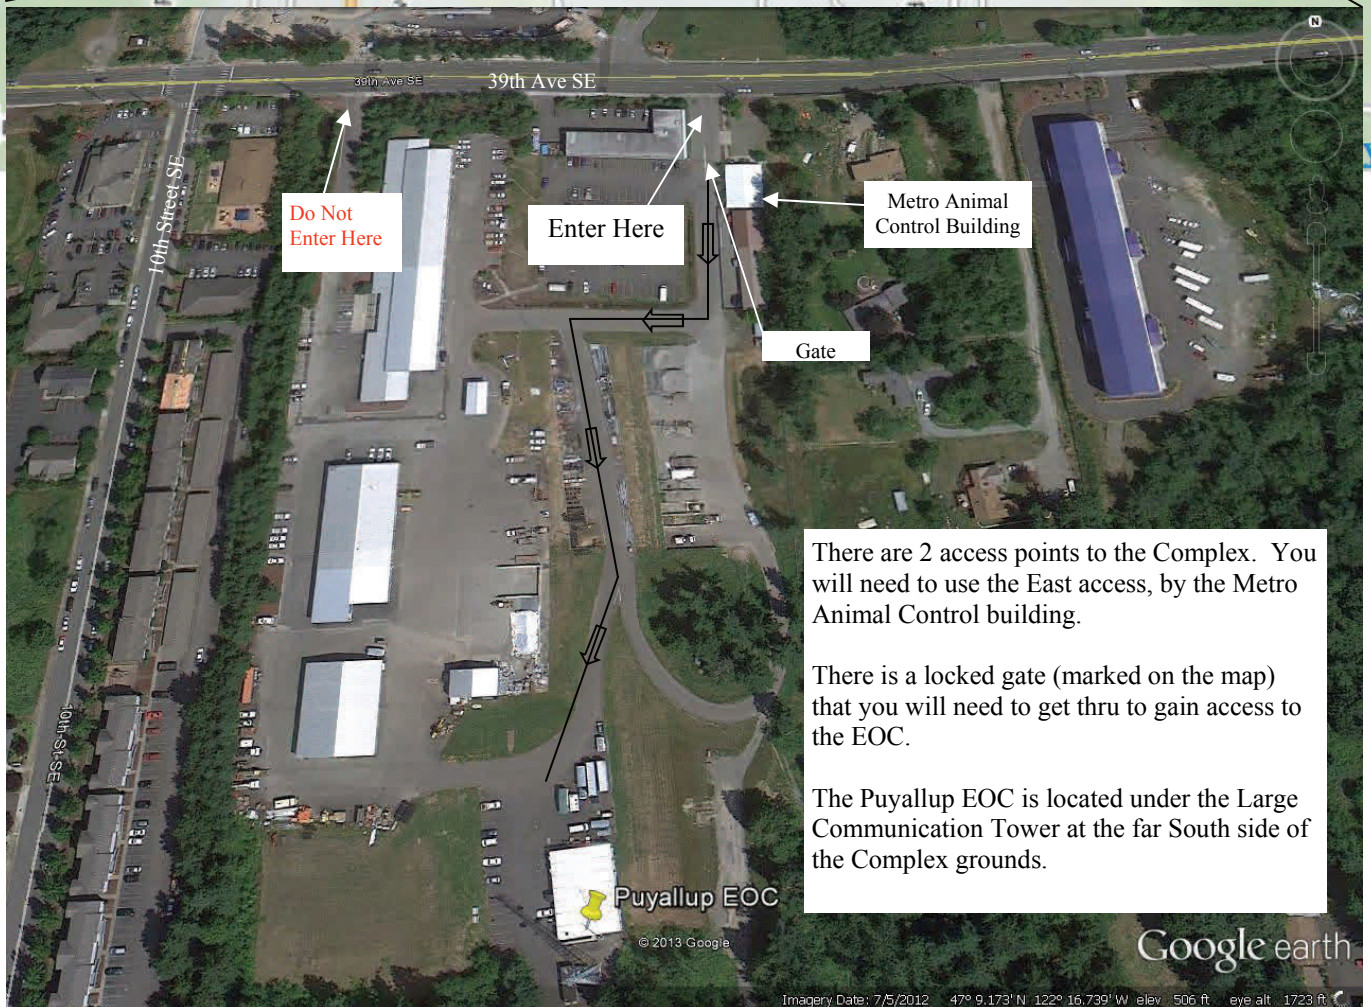 N
39th Ave SE
39th Ave SE
10th Street SE
Do Not
Enter Here
Enter Here
Metro Animal
Control Building
Gate
There are 2 access points to the Complex.  You
will need to use the East access, by the Metro
Animal Control building.
There is a locked gate (marked on the map)
that you will need to get thru to gain access to
the EOC.
The Puyallup EOC is located under the Large
Communication Tower at the far South side of
the Complex grounds.
10th-St-SE
Puyallup EOC
© 2013 Google
Google earth
Imagery Date: 7/5/2012 47° 9.173' N 122° 16.739' W elev 506 ft eye alt 1723 ft